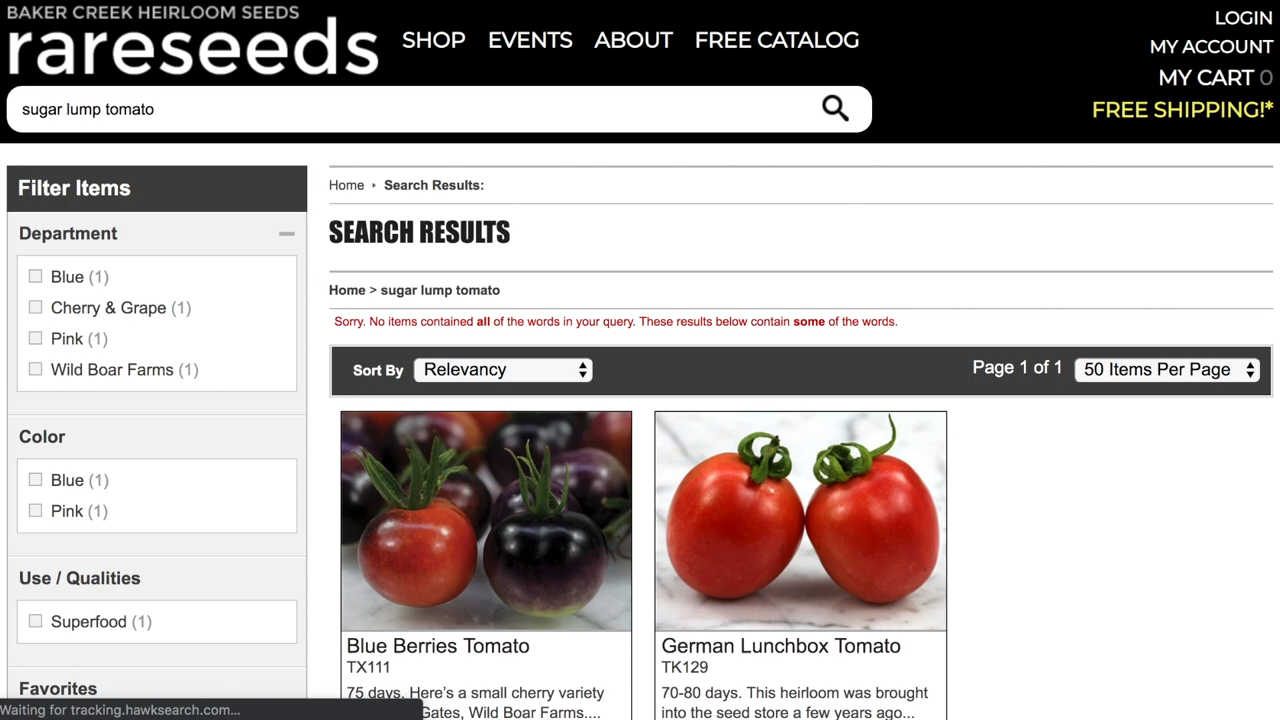 BAKER CREEK HEIRLOOM SEEDS
rareseeds
SHOP EVENTS ABOUT FREE CATALOG
LOGIN
MY ACCOUNT
MY CART 0
FREE SHIPPING!*
sugar lump tomato
Filter Items
Department
Blue (1)
Cherry & Grape (1)
Pink (1)
Wild Boar Farms (1)
Color
Blue (1)
Pink (1)
Use / Qualities
Superfood (1)
Favorites
Waiting for tracking.hawksearch.com...
Home Search Results:
SEARCH RESULTS
Home > sugar lump tomato
Sorry. No items contained all of the words in your query. These results below contain some of the words.
Sort By Relevancy Page 1 of 1 50 Items Per Page
Blue Berries Tomato
TX111
75 days. Here's a small cherry variety
Gates, Wild Boar Farms....
German Lunchbox Tomato
TK129
70-80 days. This heirloom was brought
into the seed store a few years ago...